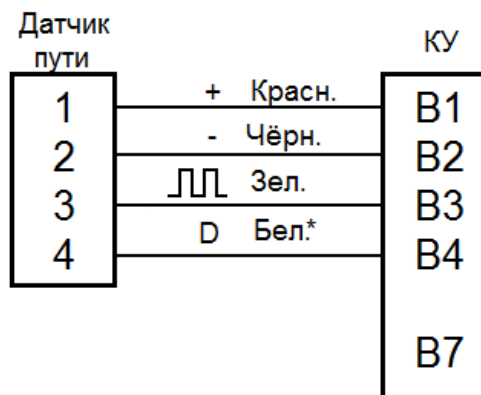 Датчик
пути
КУ
1 + Красн. B1
2 - Чёрн. B2
3 Зел. B3
4 D Бел.* B4
B7